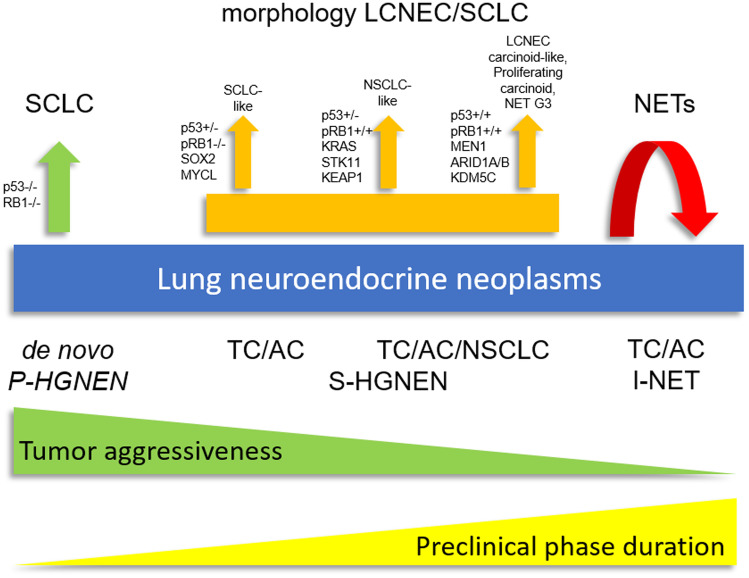 morphology LCNEC/SCLC
SCLC
p53-/-
RB1-/-
SCLC-
like
p53+/-
pRB1-/-
SOX2
MYCL
NSCLC-
like
p53+/-
pRB1+/+
KRAS
STK11
KEAP1
LCNEC
carcinoid-like,
Proliferating
carcinoid,
NET G3
p53+/+
pRB1+/+
MEN1
ARID1A/B
KDM5C
NETs
Lung neuroendocrine neoplasms
de novo
P-HGNEN
TC/AC
TC/AC/NSCLC
S-HGNEN
TC/AC
I-NET
Tumor aggressiveness
Preclinical phase duration